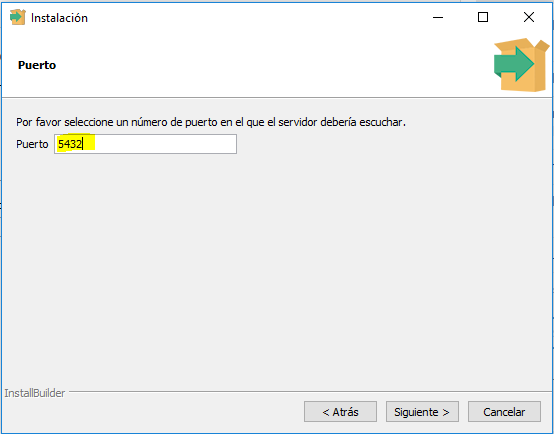 Instalación
Puerto
Por favor seleccione un número de puerto en el que el servidor debería escuchar.
Puerto 5432
InstallBuilder
< Atrás Siguiente > Cancelar